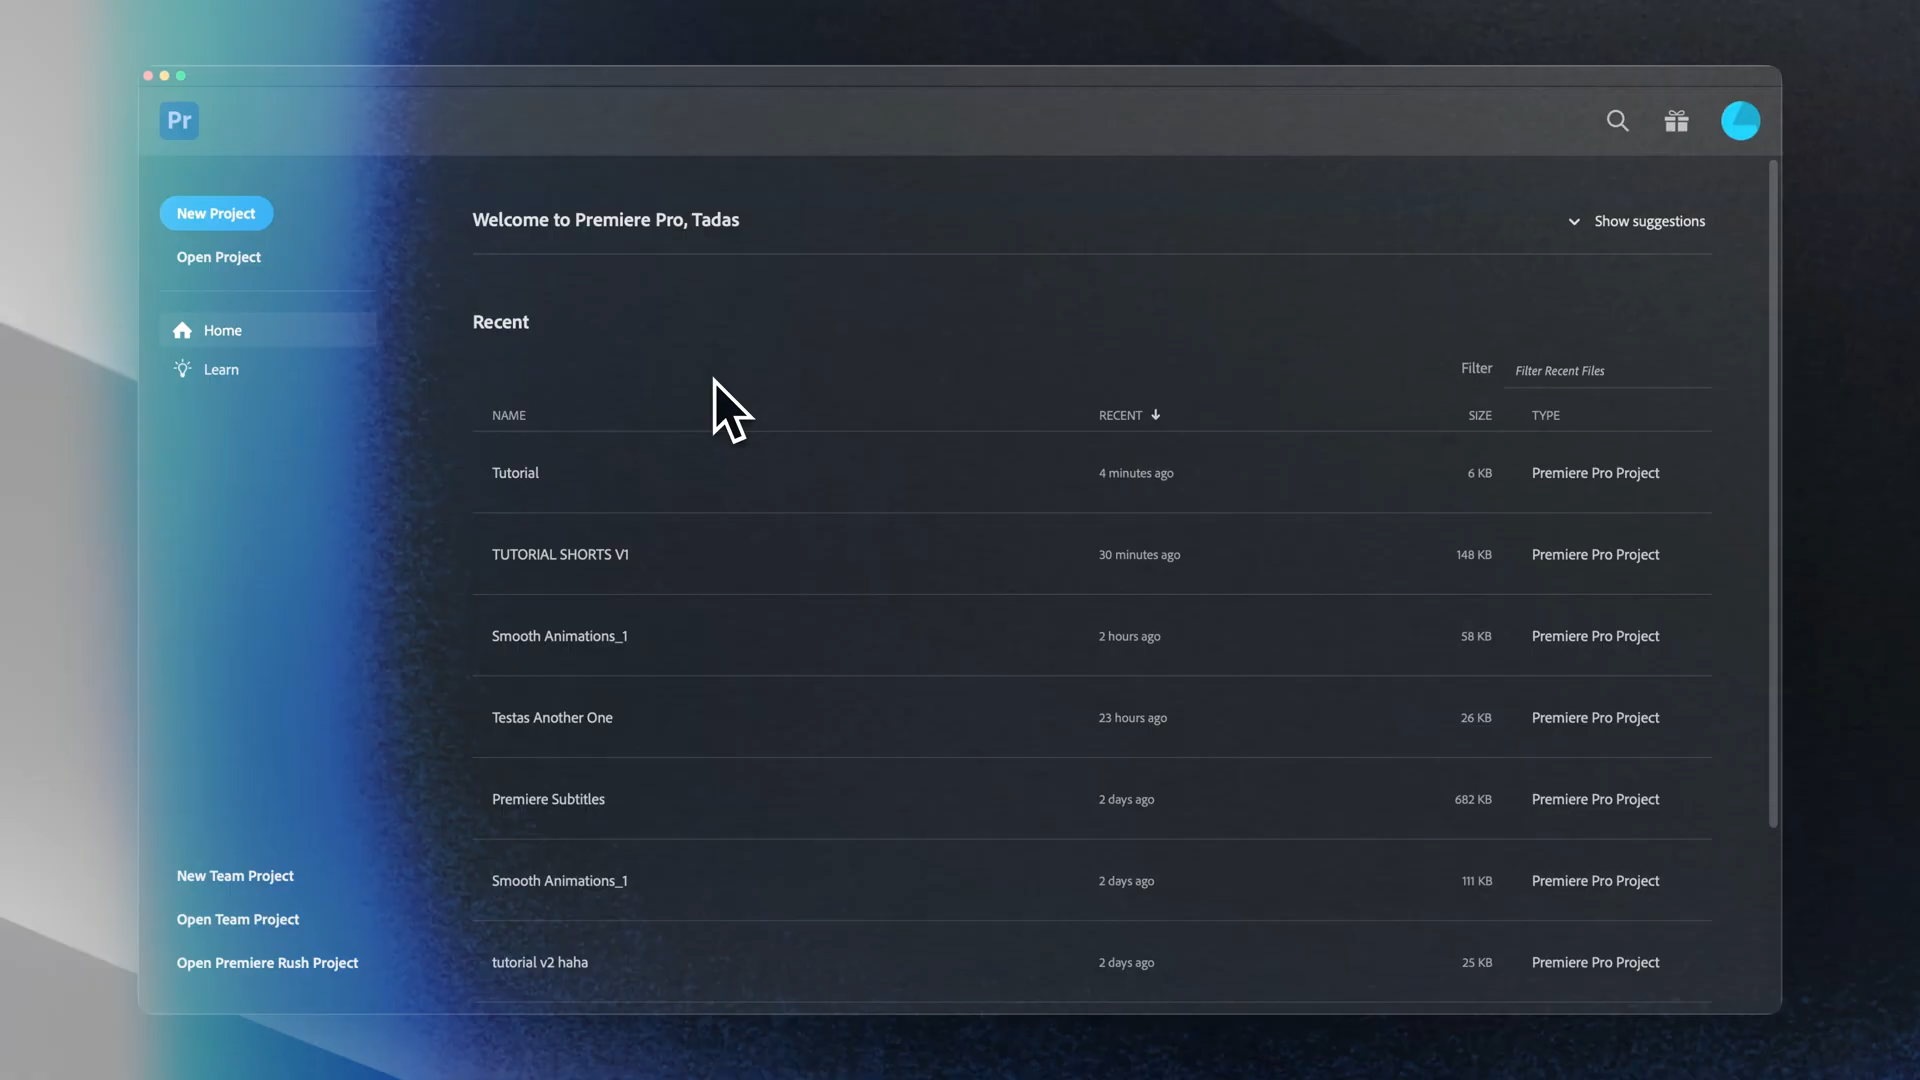 Pr
New Project
Open Project
Home
Learn
New Team Project
Open Team Project
Open Premiere Rush Project
Welcome to Premiere Pro, Tadas
Show suggestions
Recent
Filter Filter Recent Files
NAME RECENT SIZE TYPE
Tutorial 4 minutes ago 6 KB Premiere Pro Project
TUTORIAL SHORTS V1 30 minutes ago 148 KB Premiere Pro Project
Smooth Animations_1 2 hours ago 58 KB Premiere Pro Project
Testas Another One 23 hours ago 26 KB Premiere Pro Project
Premiere Subtitles 2 days ago 682 KB Premiere Pro Project
Smooth Animations_1 2 days ago 111 KB Premiere Pro Project
tutorial v2 haha 2 days ago 25 KB Premiere Pro Project